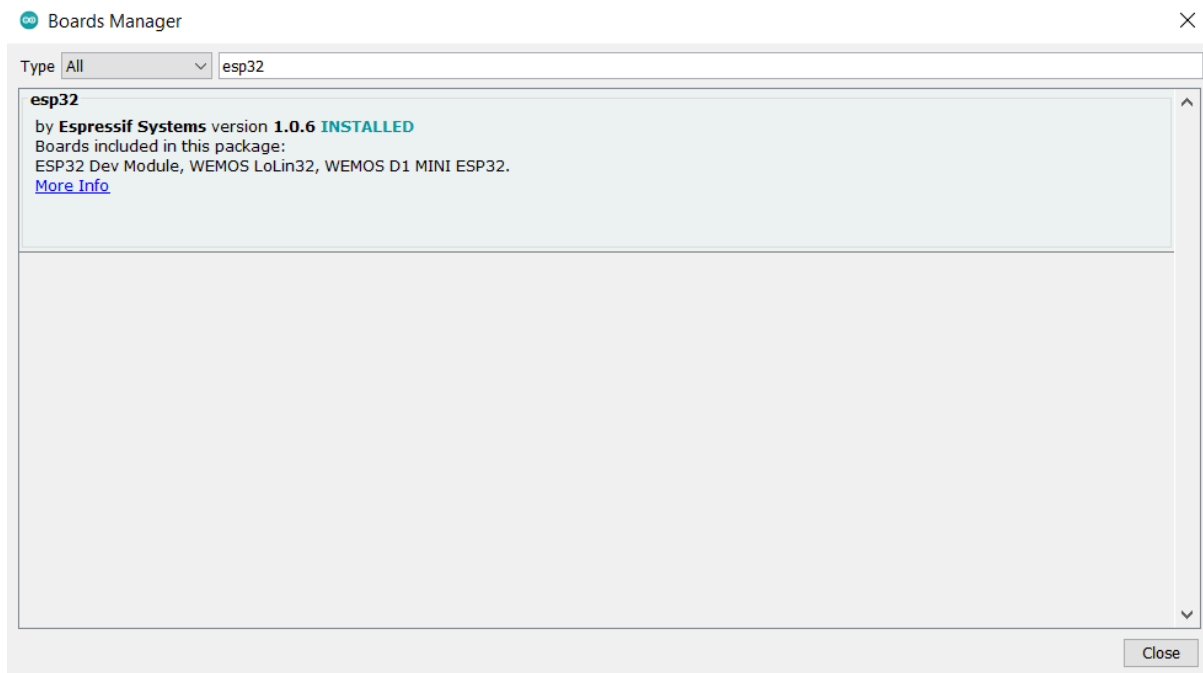 Boards Manager
Type All esp32
esp32
by Espressif Systems version 1.0.6 INSTALLED
Boards included in this package:
ESP32 Dev Module, WEMOS LoLin32, WEMOS D1 MINI ESP32.
More Info
Close